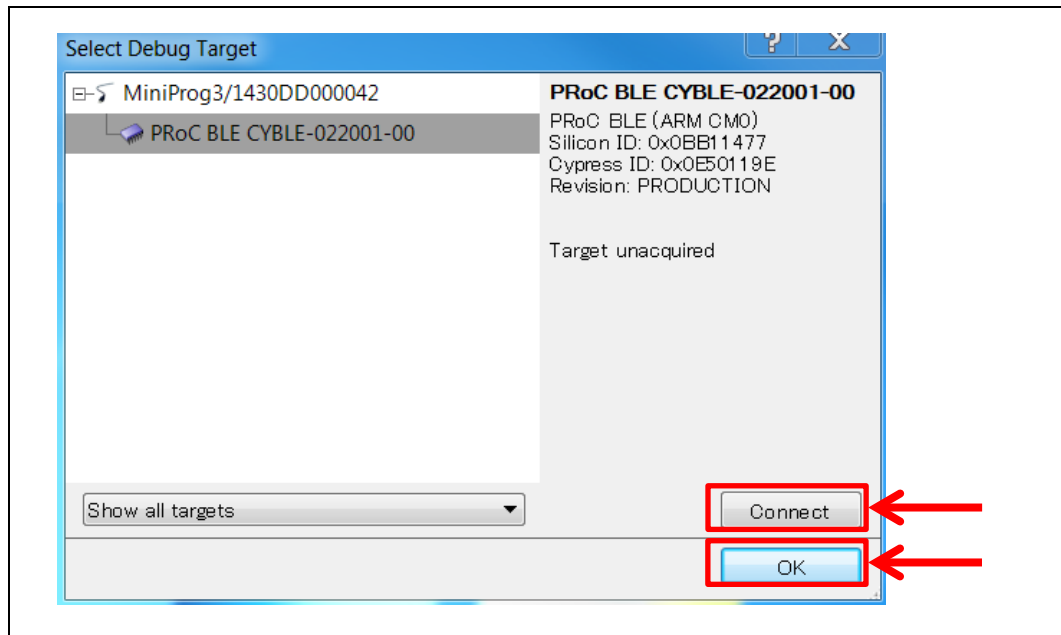 Select Debug Target
? X
MiniProg3/1430DD000042
PRoC BLE CYBLE-022001-00
PRoC BLE CYBLE-022001-00
PRoC BLE (ARM CM0)
Silicon ID: 0x0BB11477
Cypress ID: 0x0E50119E
Revision: PRODUCTION
Target unacquired
Show all targets
Connect
OK